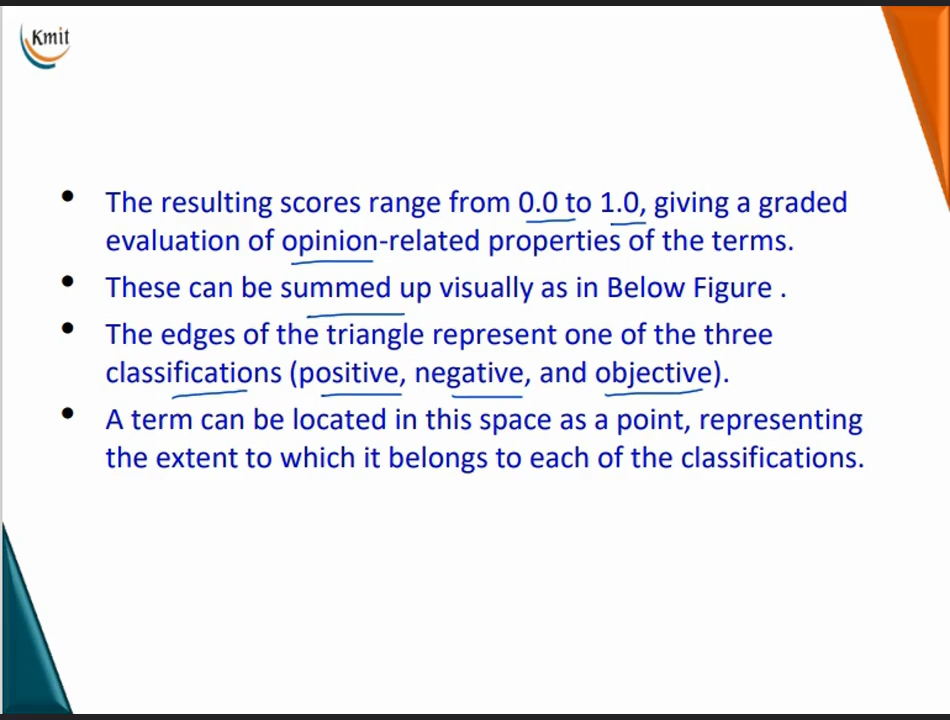 Kmit
• The resulting scores range from 0.0 to 1.0, giving a graded
evaluation of opinion-related properties of the terms.
• These can be summed up visually as in Below Figure .
• The edges of the triangle represent one of the three
classifications (positive, negative, and objective).
• A term can be located in this space as a point, representing
the extent to which it belongs to each of the classifications.